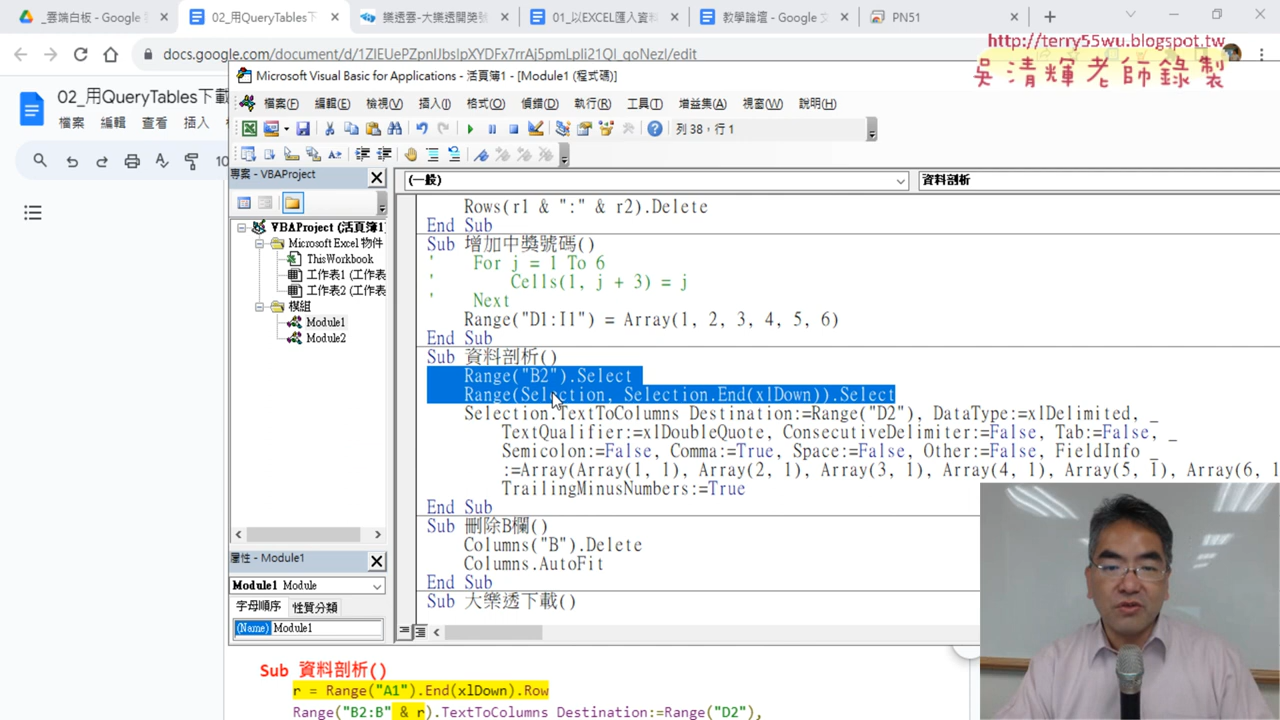 _雲端白板 - Google
02_用QueryTables下
樂透雲-大樂透開獎號
01_以EXCEL匯入資料
教學論壇 - Google 文
PN51
docs.google.com/document/d/1ZIEUePZpnIJbsIpXYDFx7rrAj5pmLpIi21QI_qoNezI/edit
http://terry55wu.blogspot.tw
吳清輝老師錄製
02_用QueryTables下載
檔案 編輯 查看 插入
Microsoft Visual Basic for Applications - 活頁簿1 - [Module1 (程式碼)]
檔案(F) 編輯(E) 檢視(V) 插入(I) 格式(O) 偵錯(D) 執行(R) 工具(T) 增益集(A) 視窗(W) 說明(H)
列 38，行 1
專案 - VBAProject
VBAProject (活頁簿1)
Microsoft Excel 物件
ThisWorkbook
工作表1 (工作表
工作表2 (工作表
模組
Module1
Module2
屬性 - Module1
Module1 Module
字母順序 性質分類
(Name) Module1
(一般)
資料剖析
Rows(r1 & ":" & r2).Delete
End Sub
Sub 增加中獎號碼()
' For j = 1 To 6
' Cells(1, j + 3) = j
' Next
Range("D1:I1") = Array(1, 2, 3, 4, 5, 6)
End Sub
Sub 資料剖析()
Range("B2").Select
Range(Selection, Selection.End(xlDown)).Select
Selection.TextToColumns Destination:=Range("D2"), DataType:=xlDelimited, _
TextQualifier:=xlDoubleQuote, ConsecutiveDelimiter:=False, Tab:=False, _
Semicolon:=False, Comma:=True, Space:=False, Other:=False, FieldInfo _
:=Array(Array(1, 1), Array(2, 1), Array(3, 1), Array(4, 1), Array(5, 1), Array(6, 1
TrailingMinusNumbers:=True
End Sub
Sub 刪除B欄()
Columns("B").Delete
Columns.AutoFit
End Sub
Sub 大樂透下載()
Sub 資料剖析()
r = Range("A1").End(xlDown).Row
Range("B2:B" & r).TextToColumns Destination:=Range("D2"),